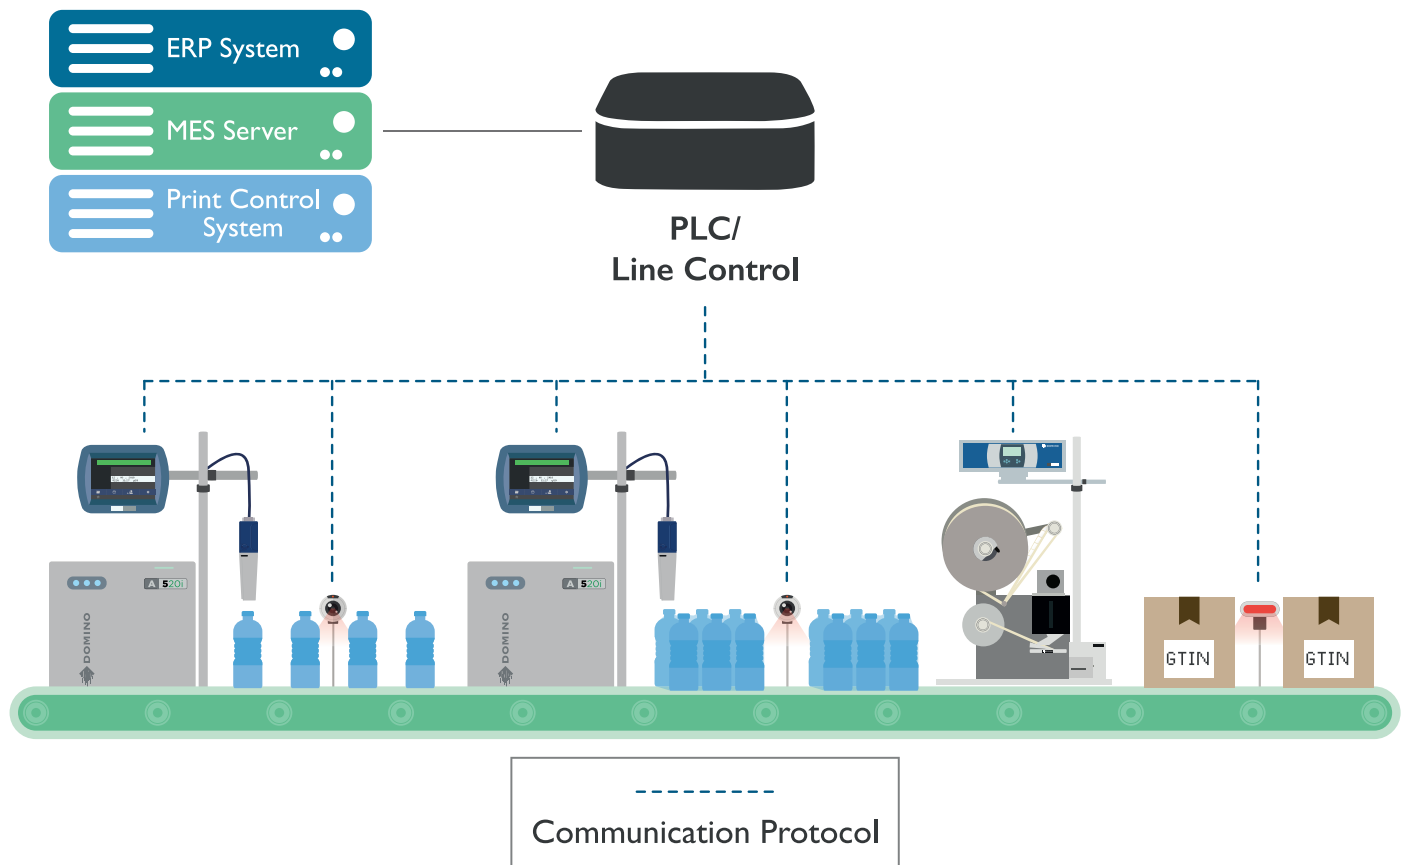 ERP System
MES Server
Print Control
System
PLC/
Line Control
A 520i
DOMINO
A 520i
DOMINO
GTIN
GTIN
Communication Protocol